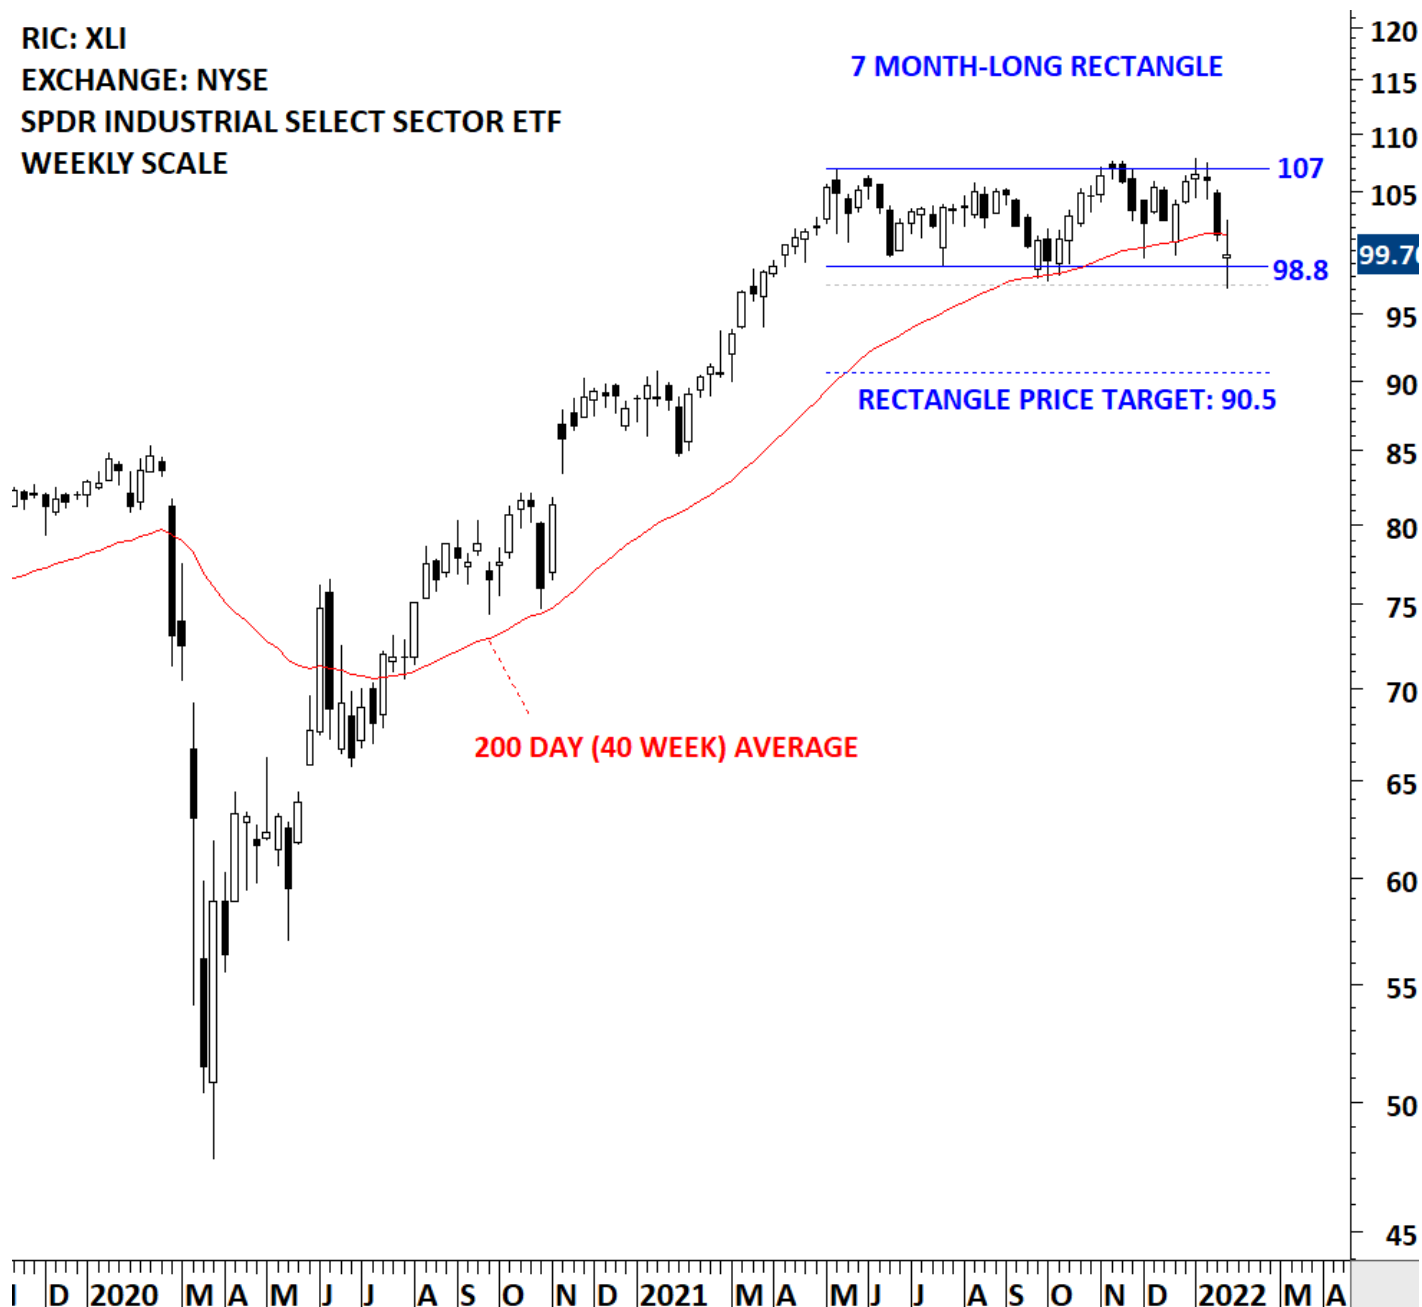 RIC: XLI
EXCHANGE: NYSE
SPDR INDUSTRIAL SELECT SECTOR ETF
WEEKLY SCALE
7 MONTH-LONG RECTANGLE
107
98.8
RECTANGLE PRICE TARGET: 90.5
200 DAY (40 WEEK) AVERAGE
120
115
110
105
99.70
95
90
85
80
75
70
65
60
55
50
45
D 2020 M A M J J A S O N D 2021 M A M J J A S O N D 2022 M A